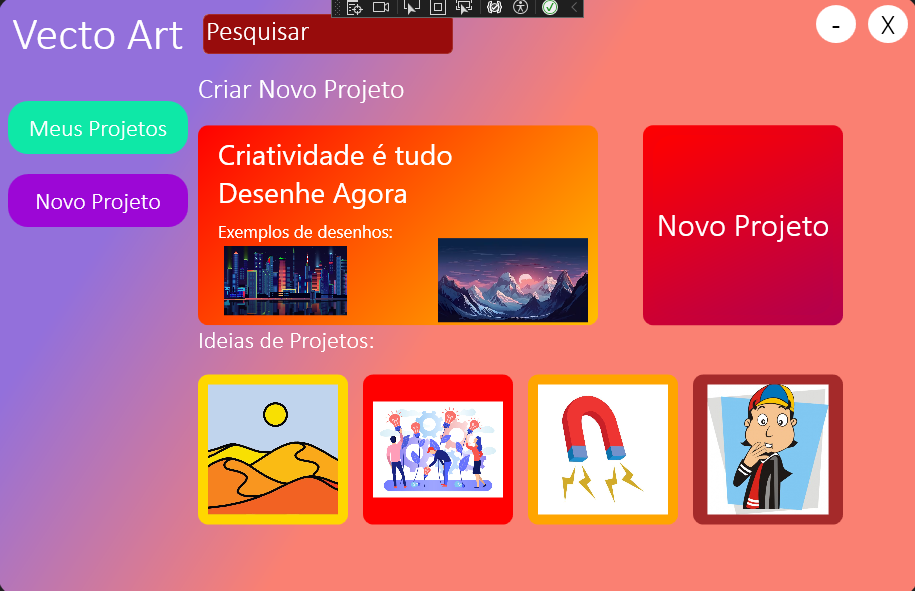 Vecto Art
Pesquisar
-
X
Criar Novo Projeto
Meus Projetos
Novo Projeto
Criatividade é tudo
Desenhe Agora
Exemplos de desenhos:
Novo Projeto
Ideias de Projetos: